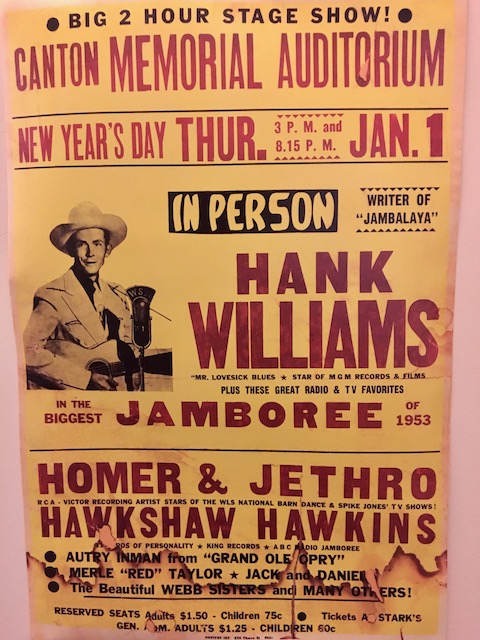 ● BIG 2 HOUR STAGE SHOW! ●
CANTON MEMORIAL AUDITORIUM
NEW YEAR'S DAY THUR. 3 P. M. and 8.15 P. M. JAN. 1
IN PERSON
WRITER OF
"JAMBALAYA"
WS
HANK
WILLIAMS
"MR. LOVESICK BLUES ★ STAR OF M G M RECORDS & FILMS
PLUS THESE GREAT RADIO & TV FAVORITES
IN THE BIGGEST JAMBOREE OF 1953
HOMER & JETHRO
RCA - VICTOR RECORDING ARTIST STARS OF THE WLS NATIONAL BARN DANCE & SPIKE JONES' TV SHOWS!
HAWKSHAW HAWKINS
OF PERSONALITY ★ KING RECORDS ★ ABC RADIO JAMBOREE
● AUTRY INMAN from "GRAND OLE OPRY"
● MERLE "RED" TAYLOR ★ JACK and DANIEL
● The Beautiful WEBB SISTERS and MANY OTHERS!
RESERVED SEATS Adults $1.50 - Children 75c ● Tickets STARK'S
GEN. ADULTS $1.25 - CHILDREN 60c